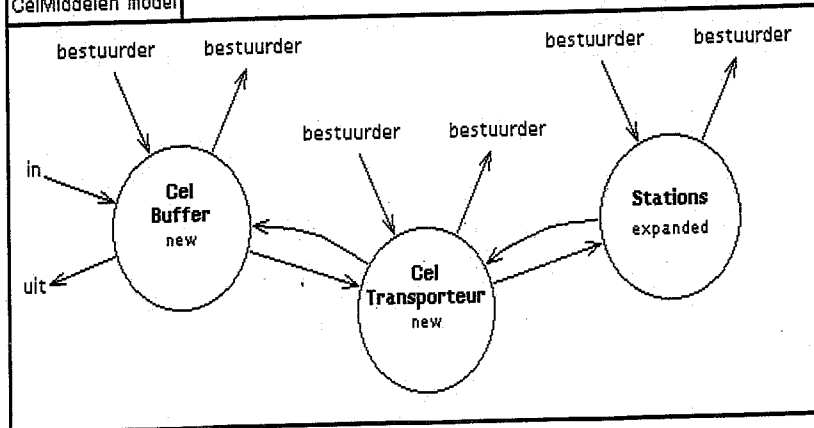 CelMiddelen model
bestuurder
bestuurder
bestuurder
bestuurder
bestuurder
bestuurder
in
uit
Cel
Buffer
new
Cel
Transporteur
new
Stations
expanded